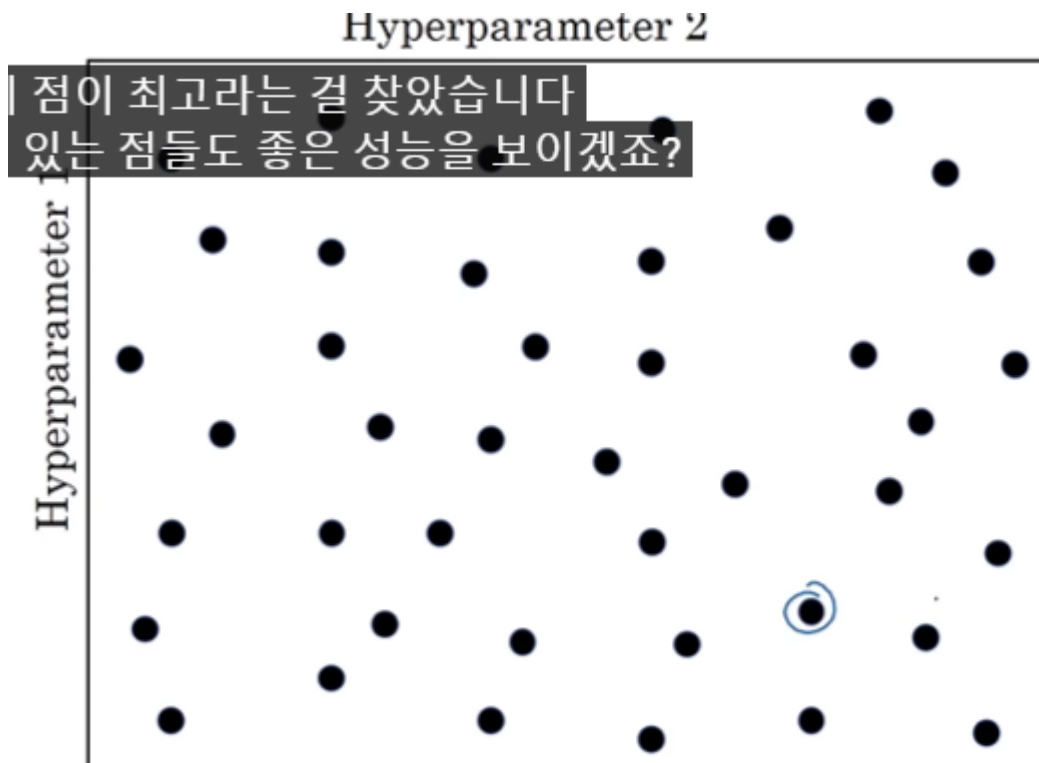 Hyperparameter 2
점이 최고라는 걸 찾았습니다
있는 점들도 좋은 성능을 보이겠죠?
Hyperparameter 1